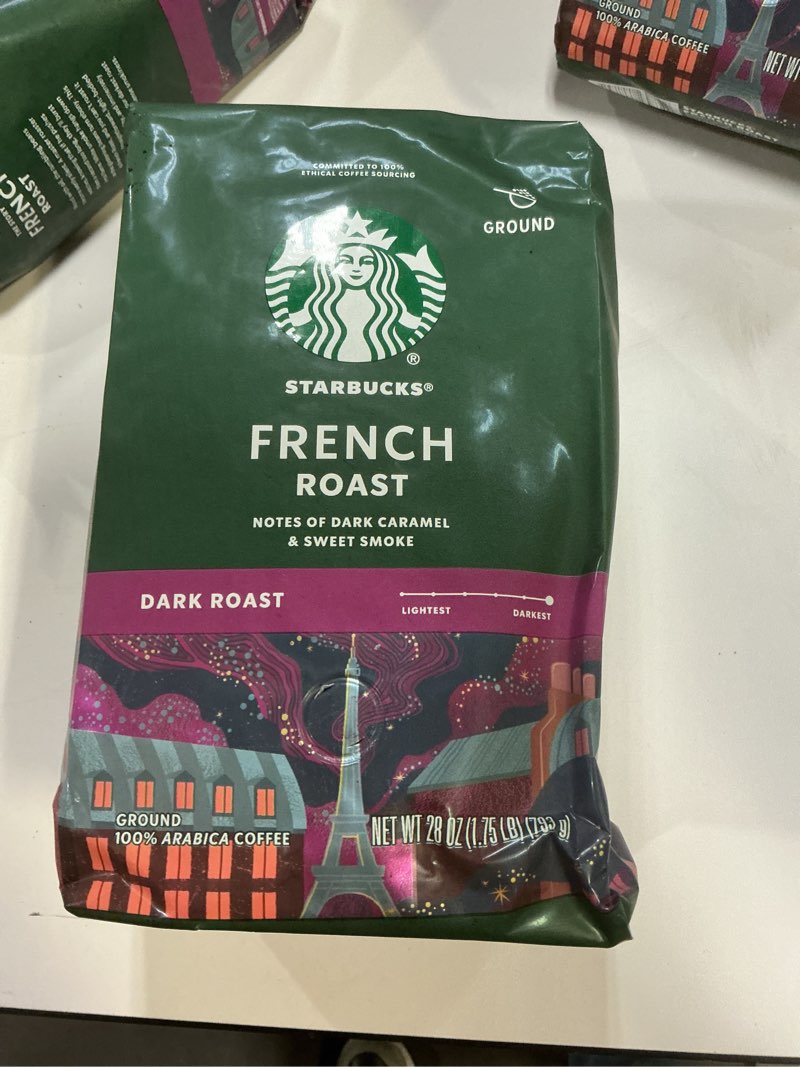 GROUND
100% ARABICA COFFEE
NET WT
FRENCH
ROAST
COMMITTED TO 100%
ETHICAL COFFEE SOURCING
GROUND
®
STARBUCKS®
FRENCH
ROAST
NOTES OF DARK CARAMEL
& SWEET SMOKE
DARK ROAST
LIGHTEST
DARKEST
GROUND
100% ARABICA COFFEE
NET WT 28 OZ (1.75 LB) (793 g)